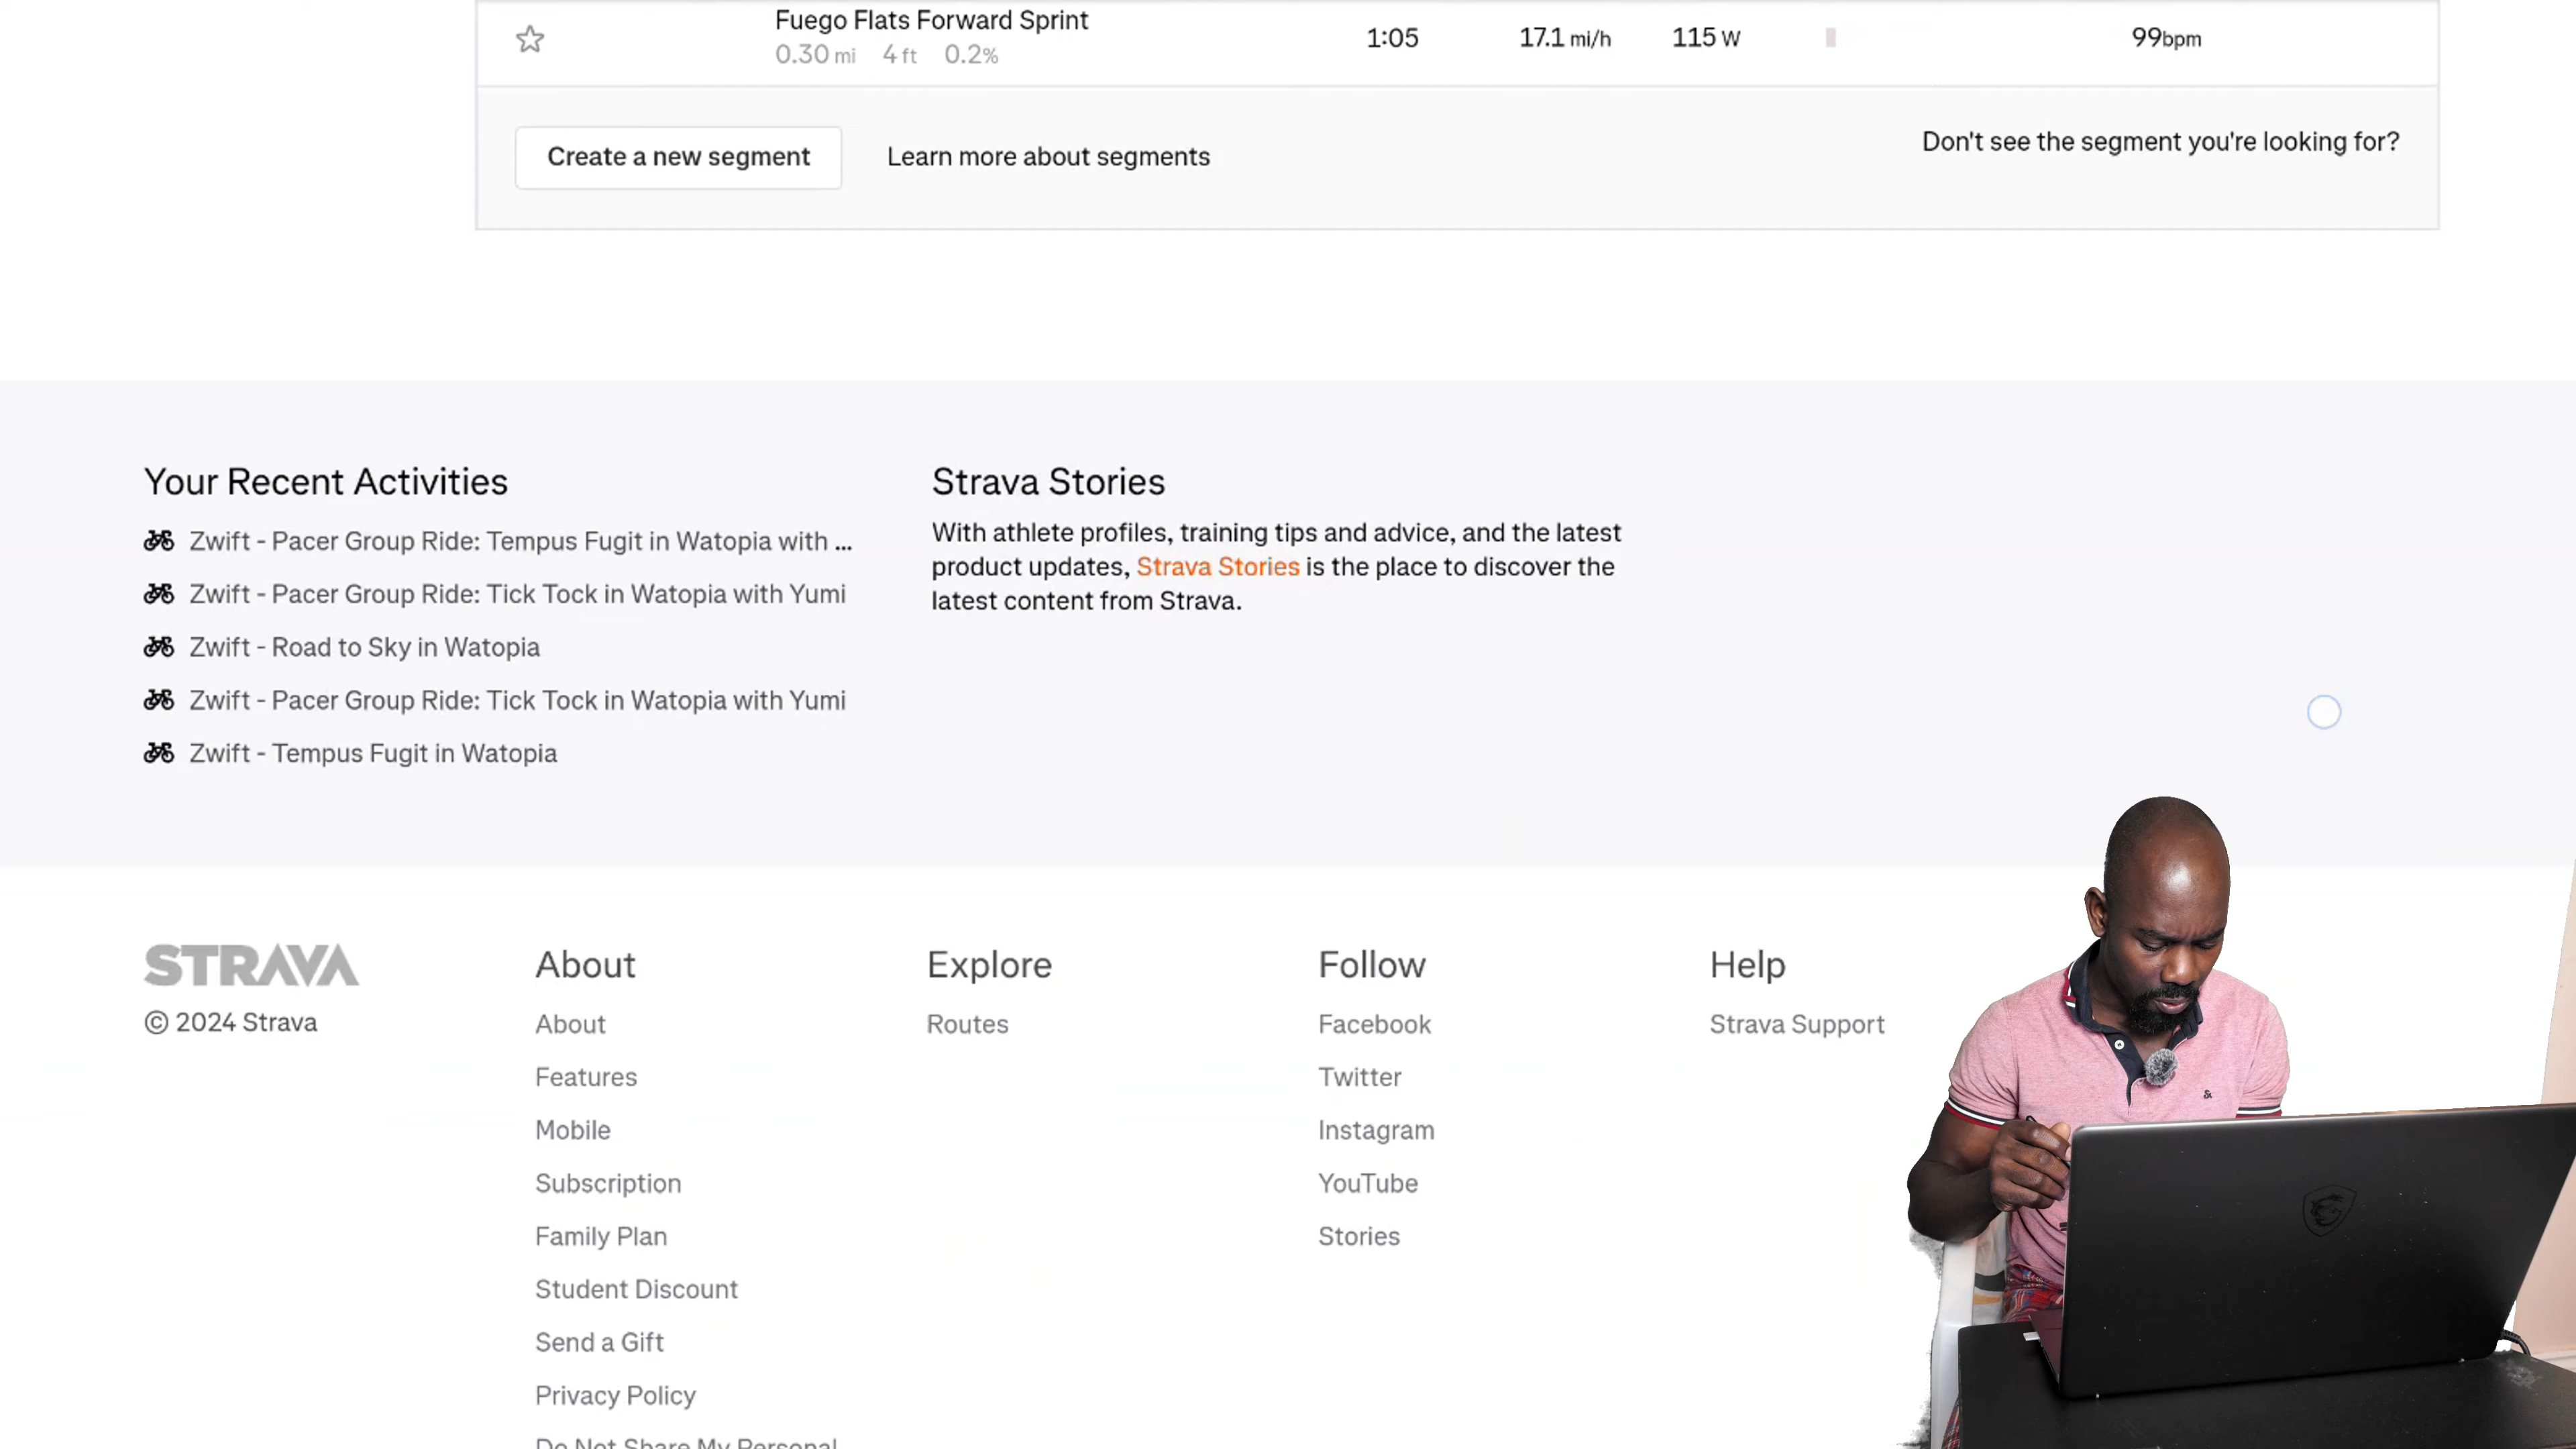 Fuego Flats Forward Sprint
0.30 mi 4 ft 0.2%
1:05 17.1 mi/h 115 W 99bpm
Create a new segment Learn more about segments
Don't see the segment you're looking for?
Your Recent Activities
Zwift - Pacer Group Ride: Tempus Fugit in Watopia with ...
Zwift - Pacer Group Ride: Tick Tock in Watopia with Yumi
Zwift - Road to Sky in Watopia
Zwift - Pacer Group Ride: Tick Tock in Watopia with Yumi
Zwift - Tempus Fugit in Watopia
Strava Stories
With athlete profiles, training tips and advice, and the latest
product updates, Strava Stories is the place to discover the
latest content from Strava.
STRAVA
© 2024 Strava
About
About
Features
Mobile
Subscription
Family Plan
Student Discount
Send a Gift
Privacy Policy
Do Not Share My Personal
Explore
Routes
Follow
Facebook
Twitter
Instagram
YouTube
Stories
Help
Strava Support